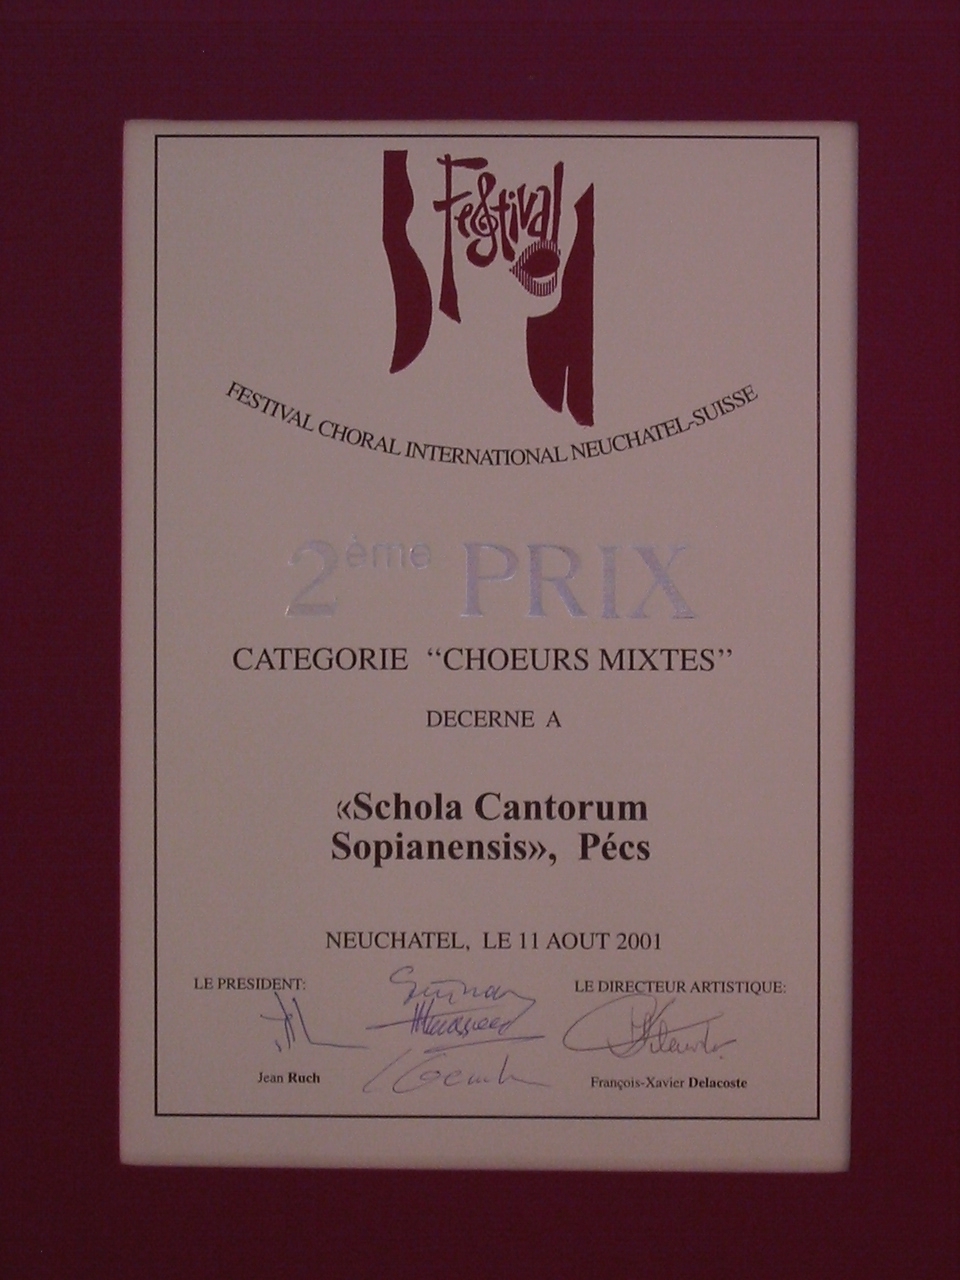 Festival
FESTIVAL CHORAL INTERNATIONAL NEUCHATEL-SUISSE
2ème PRIX
CATEGORIE “CHOEURS MIXTES”
DECERNE A
«Schola Cantorum
Sopianensis», Pécs
NEUCHATEL, LE 11 AOUT 2001
LE PRESIDENT:
LE DIRECTEUR ARTISTIQUE:
Jean Ruch
François-Xavier Delacoste